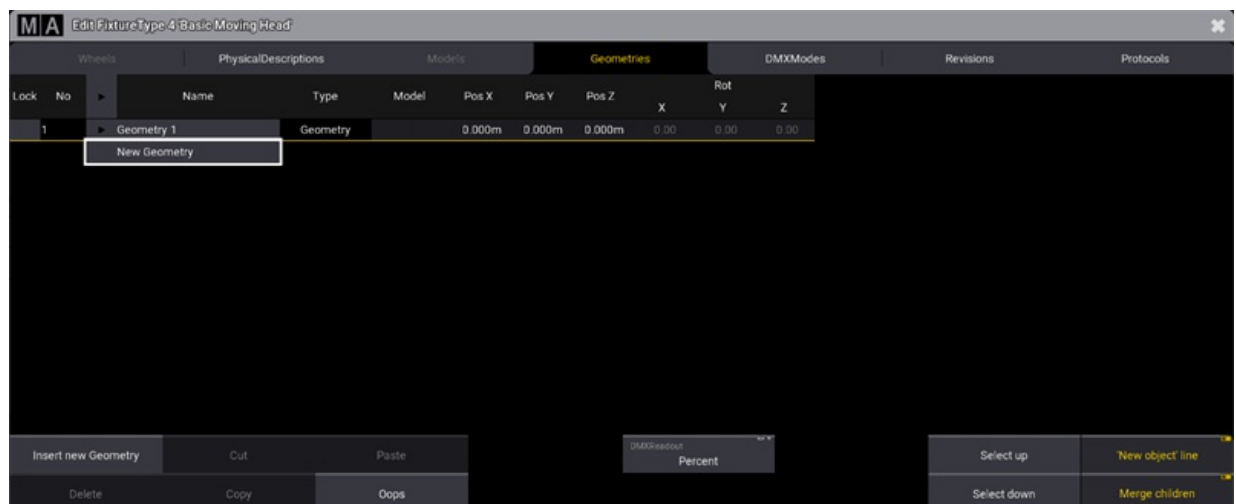 MA Edit FixtureType 4 'Basic Moving Head'
Wheels PhysicalDescriptions Models Geometries DMXModes Revisions Protocols
Lock No Name Type Model Pos X Pos Y Pos Z Rot
X Y Z
1 Geometry 1 Geometry 0.000m 0.000m 0.000m 0.00 0.00 0.00
New Geometry
Insert new Geometry Cut Paste DMXReadout Percent Select up 'New object' line
Delete Copy Oops Select down Merge children